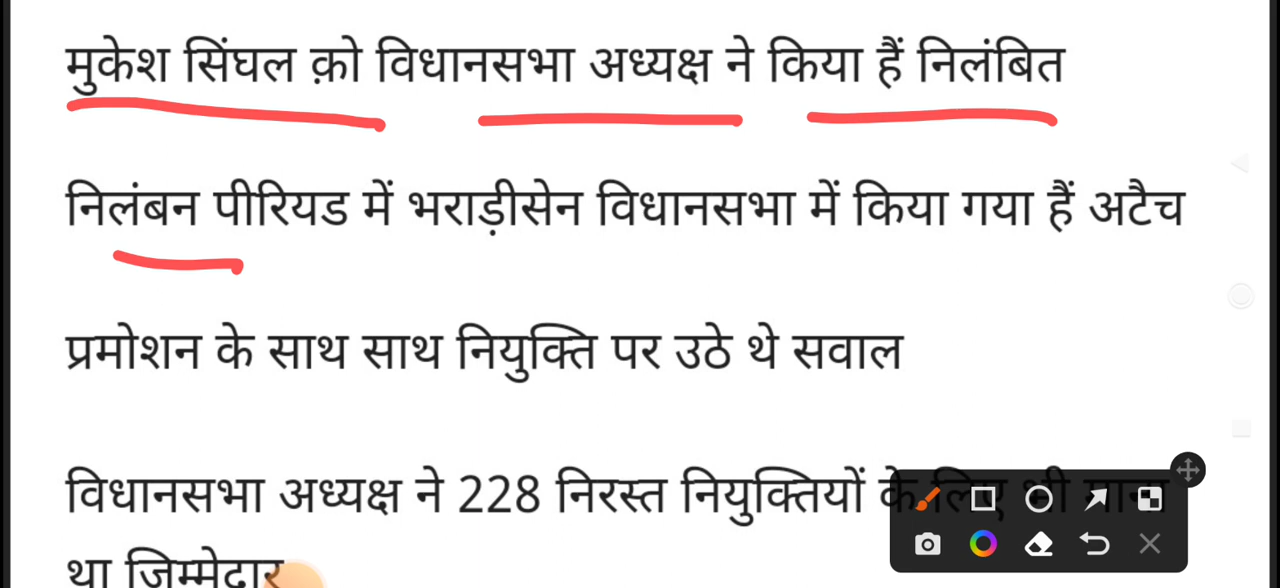 मुकेश सिंघल क़ो विधानसभा अध्यक्ष ने किया हैं निलंबित
निलंबन पीरियड में भराड़ीसेन विधानसभा में किया गया हैं अटैच
प्रमोशन के साथ साथ नियुक्ति पर उठे थे सवाल
विधानसभा अध्यक्ष ने 228 निरस्त नियुक्तियों के लिए भी माना
था जिम्मेदार